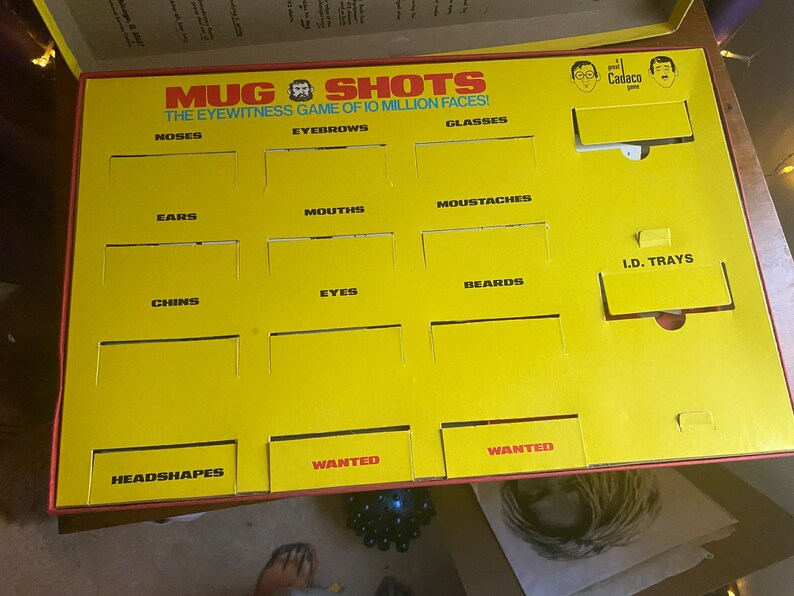 MUG SHOTS
THE EYEWITNESS GAME OF 10 MILLION FACES!
a
great
Cadaco
game
NOSES
EYEBROWS
GLASSES
EARS
MOUTHS
MOUSTACHES
CHINS
EYES
BEARDS
I.D. TRAYS
HEADSHAPES
WANTED
WANTED